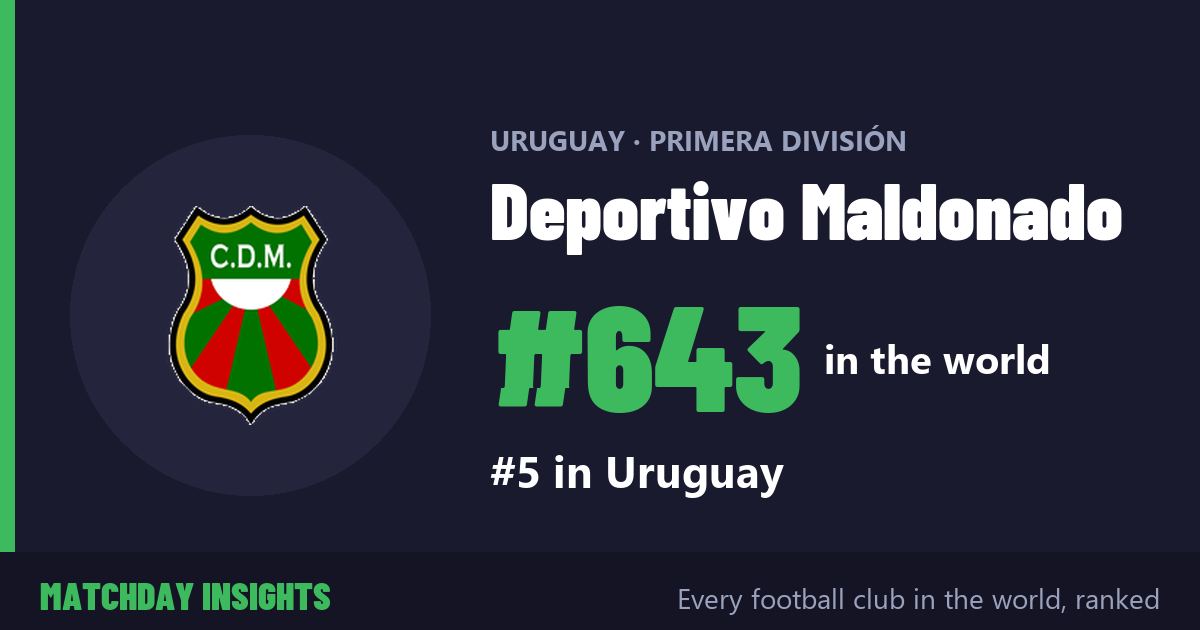 C.D.M.
URUGUAY · PRIMERA DIVISIÓN
Deportivo Maldonado
#643 in the world
#5 in Uruguay
MATCHDAY INSIGHTS
Every football club in the world, ranked